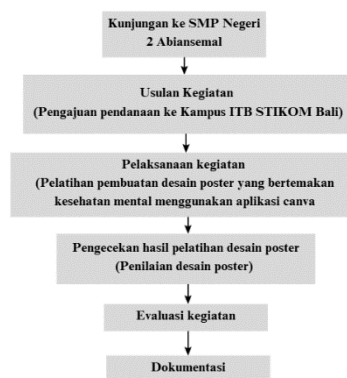 Kunjungan ke SMP Negeri
2 Abiansemal
Usulan Kegiatan
(Pengajuan pendanaan ke Kampus ITB STIKOM Bali)
Pelaksanaan kegiatan
(Pelatihan pembuatan desain poster yang bertemakan
kesehatan mental menggunakan aplikasi canva
Pengecekan hasil pelatihan desain poster
(Penilaian desain poster)
Evaluasi kegiatan
Dokumentasi